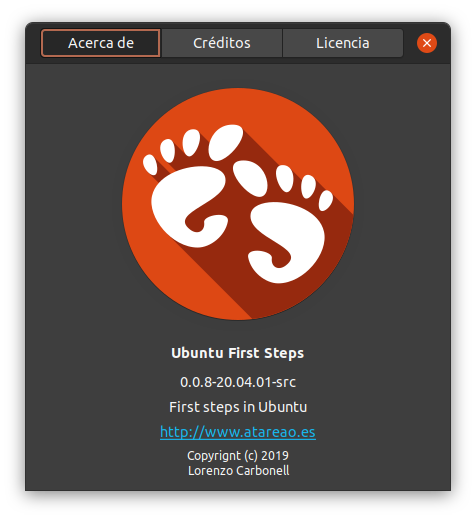 Acerca de
Créditos
Licencia
Ubuntu First Steps
0.0.8-20.04.01-src
First steps in Ubuntu
http://www.atareao.es
Copyrignt (c) 2019
Lorenzo Carbonell